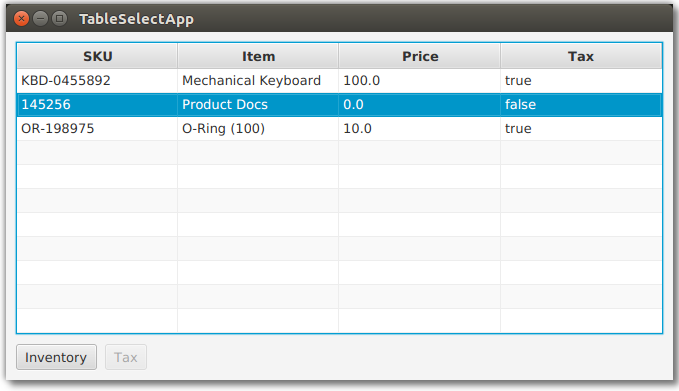 TableSelectApp
SKU Item Price Tax
KBD-0455892 Mechanical Keyboard 100.0 true
145256 Product Docs 0.0 false
OR-198975 O-Ring (100) 10.0 true
Inventory Tax